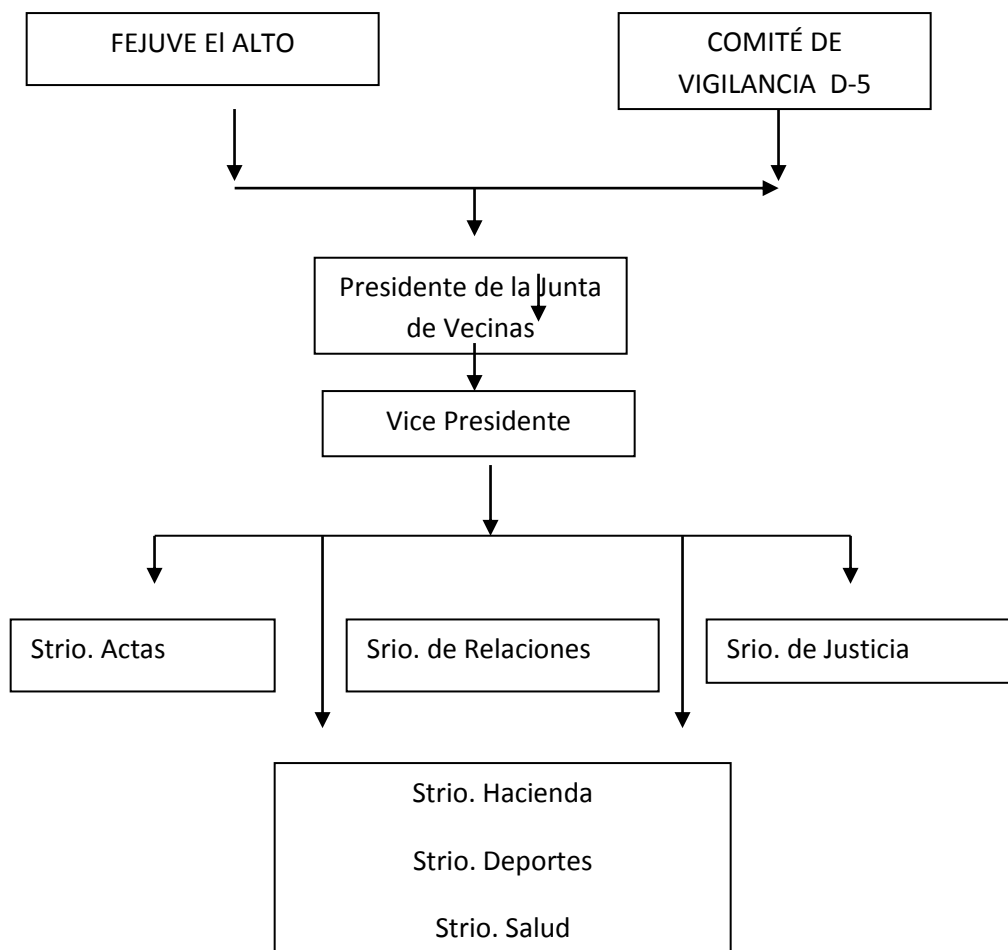 FEJUVE El ALTO
COMITÉ DE
VIGILANCIA D-5
Presidente de la Junta
de Vecinas
Vice Presidente
Strio. Actas
Srio. de Relaciones
Srio. de Justicia
Strio. Hacienda
Strio. Deportes
Strio. Salud